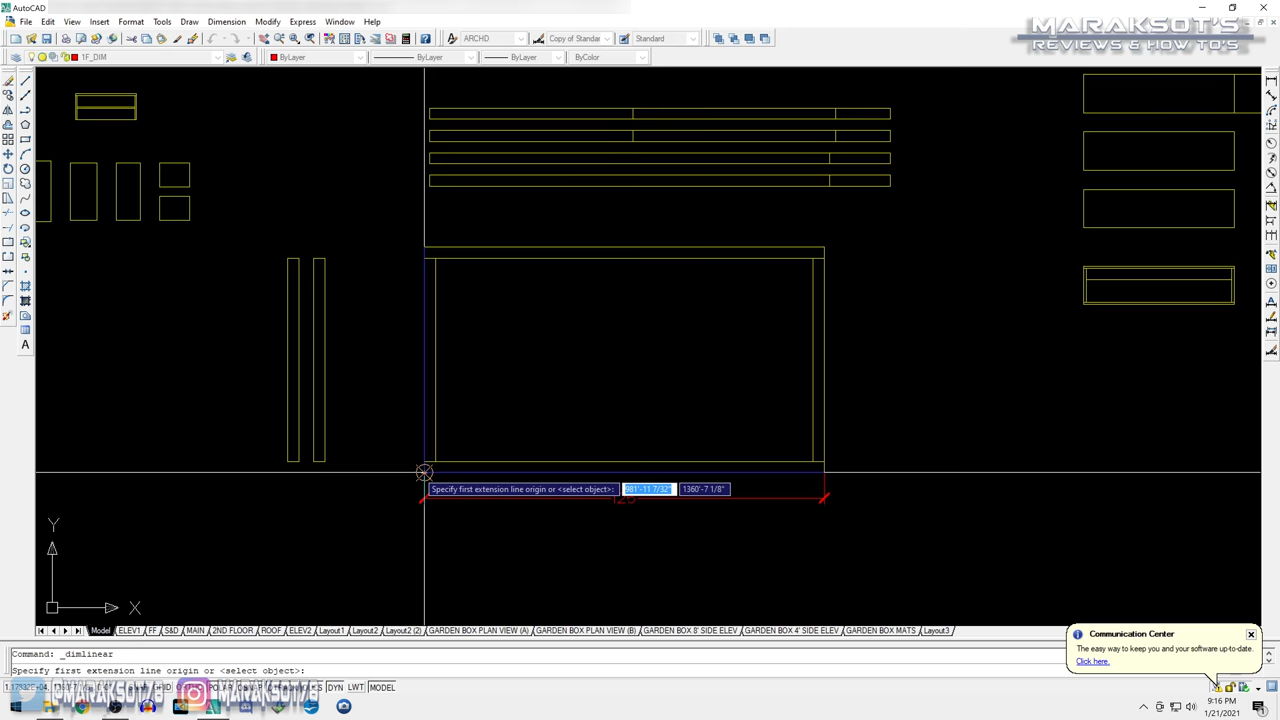 AutoCAD
File Edit View Insert Format Tools Draw Dimension Modify Express Window Help
MARAKSOT'S
REVIEWS & HOW TO'S
ARCHD Copy of Standar Standard
1F_DIM ByLayer ByLayer ByLayer ByColor
Specify first extension line origin or <select object>: 981'-11 7/32" 1360'-7 1/8"
Y
X
Model ELEV1 FF S&D MAIN 2ND FLOOR ROOF ELEV2 Layout1 Layout2 Layout2 (2) GARDEN BOX PLAN VIEW (A) GARDEN BOX PLAN VIEW (B) GARDEN BOX 8' SIDE ELEV GARDEN BOX 4' SIDE ELEV GARDEN BOX MATS Layout3
Communication Center
The easy way to keep you and your software up-to-date.
Click here.
Command: _dimlinear
Specify first extension line origin or <select object>:
DYN LWT MODEL
9:16 PM
1/21/2021